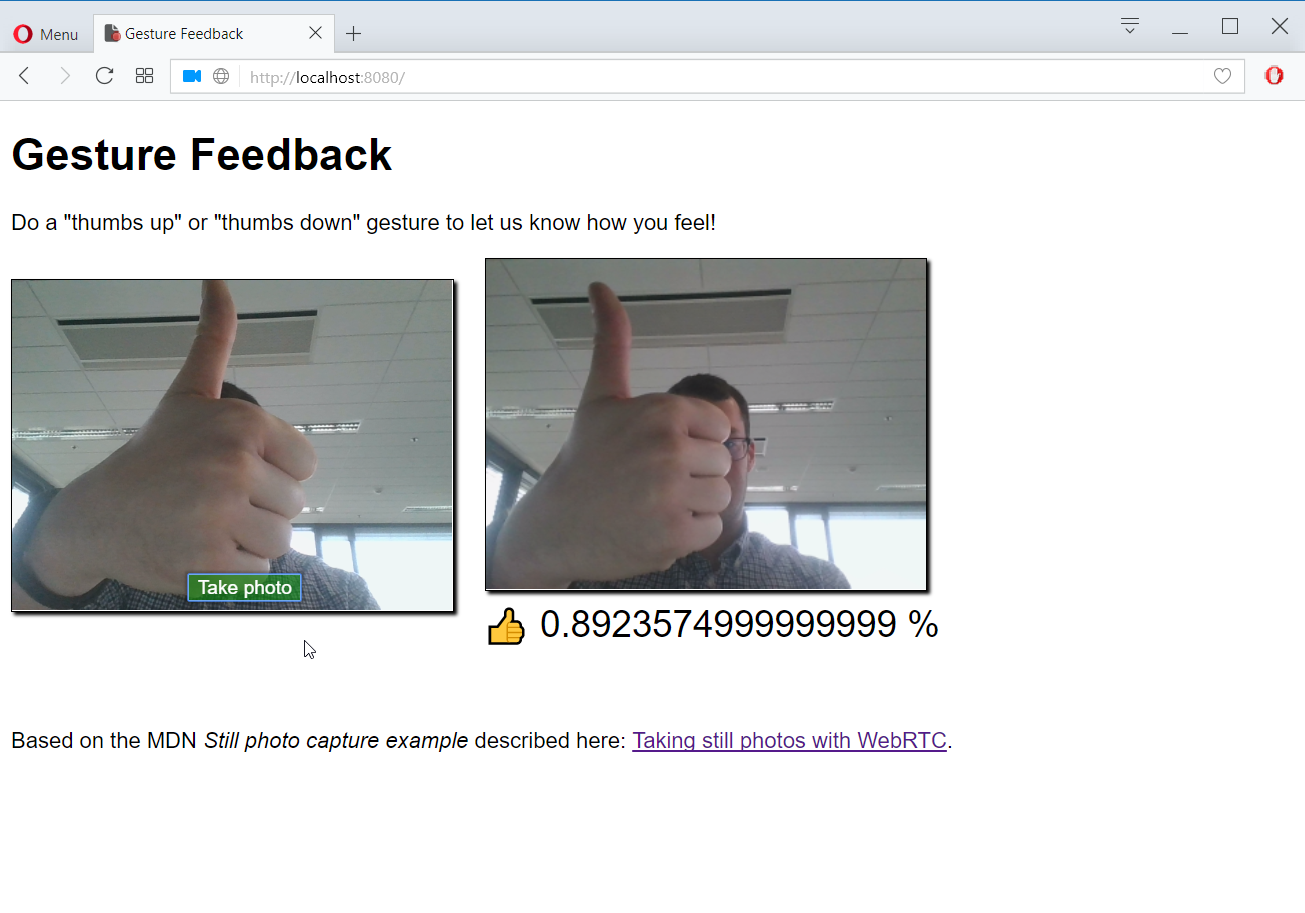 Menu
Gesture Feedback
http://localhost:8080/
Gesture Feedback
Do a "thumbs up" or "thumbs down" gesture to let us know how you feel!
Take photo
0.8923574999999999 %
Based on the MDN Still photo capture example described here: Taking still photos with WebRTC.